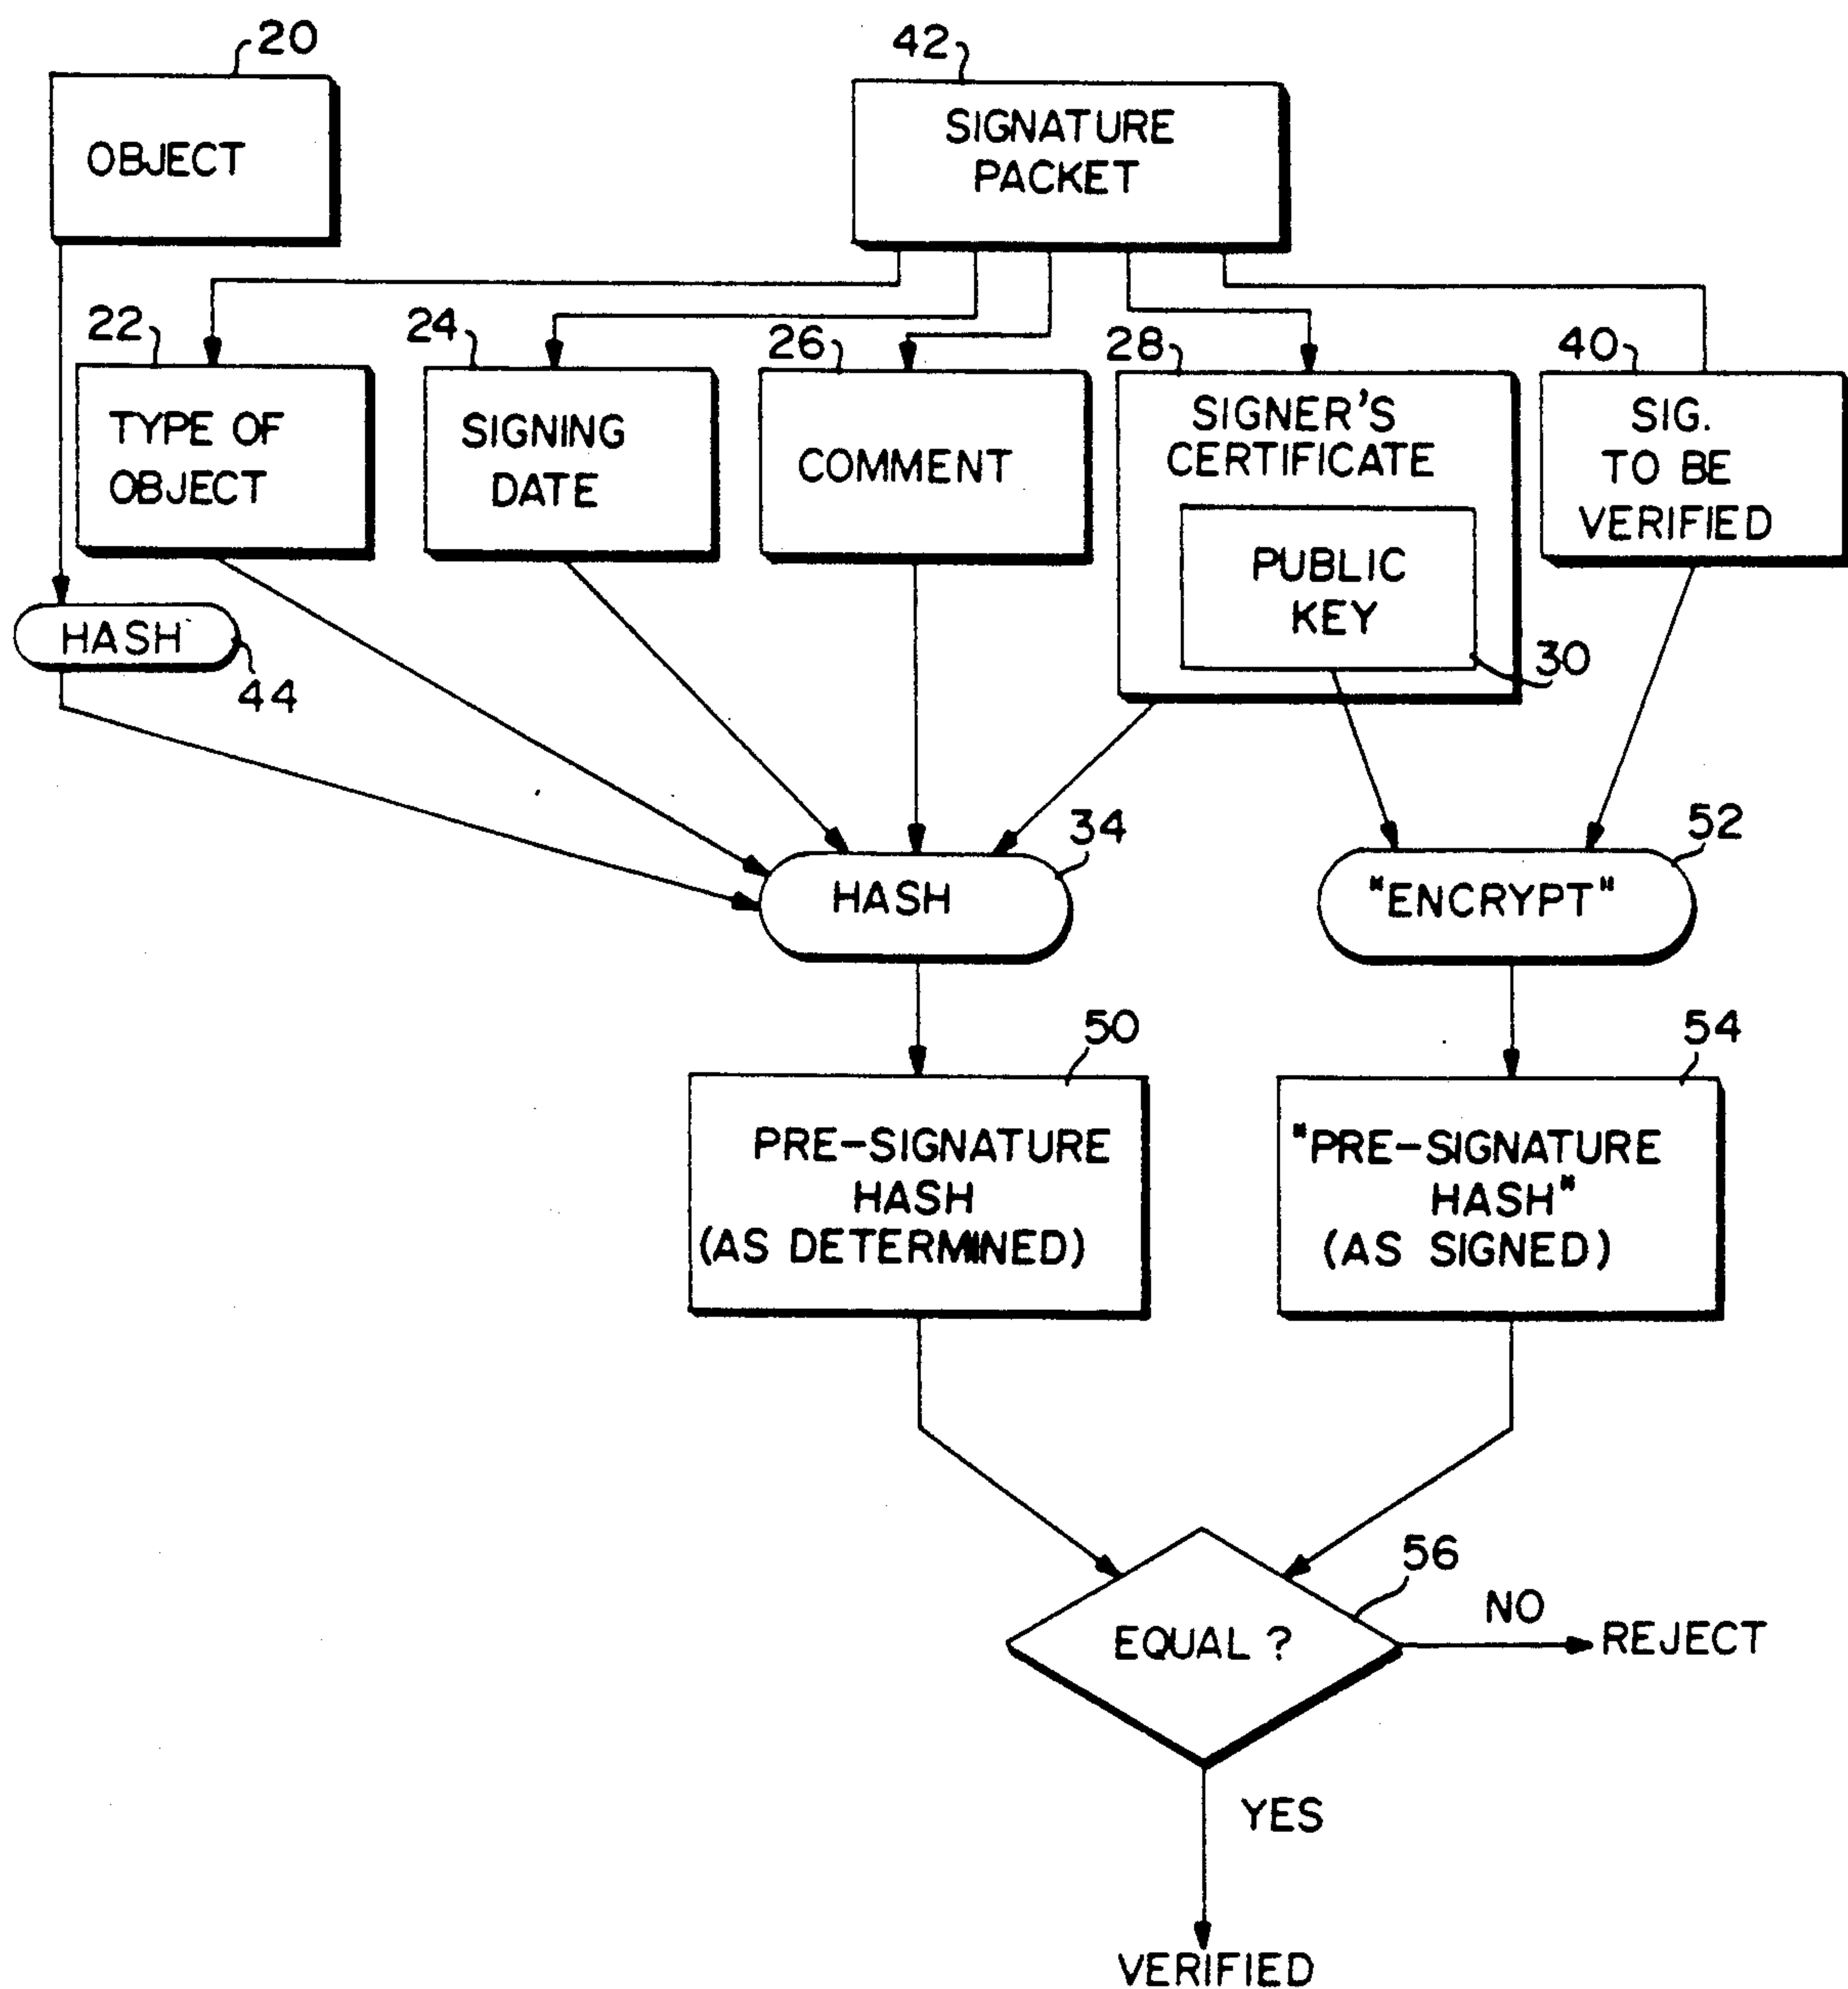 20
42
OBJECT
SIGNATURE
PACKET
22
24
26
28
40
TYPE OF
OBJECT
SIGNING
DATE
COMMENT
SIGNER'S
CERTIFICATE
PUBLIC
KEY
30
SIG.
TO BE
VERIFIED
HASH
44
34
HASH
52
"ENCRYPT"
50
54
PRE-SIGNATURE
HASH
(AS DETERMINED)
"PRE-SIGNATURE
HASH"
(AS SIGNED)
56
EQUAL ?
NO
REJECT
YES
VERIFIED